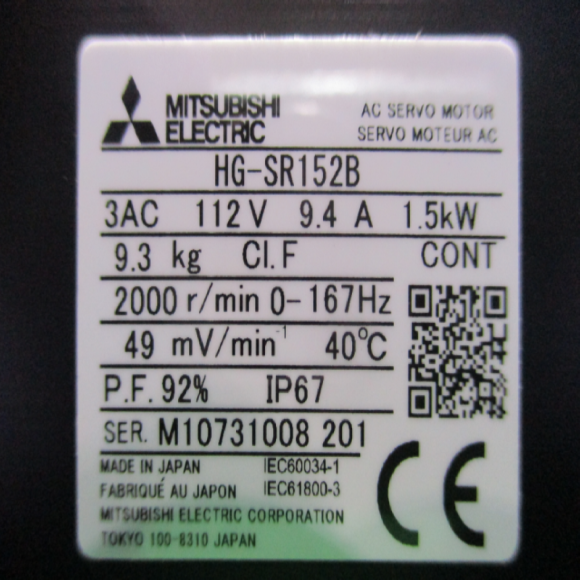 MITSUBISHI
ELECTRIC
AC SERVO MOTOR
SERVO MOTEUR AC
HG-SR152B
3AC 112 V 9.4 A 1.5kW
9.3 kg Cl.F CONT
2000 r/min 0-167Hz
49 mV/min⁻¹ 40℃
P.F. 92% IP67
SER. M10731008 201
MADE IN JAPAN IEC60034-1
FABRIQUÉ AU JAPON IEC61800-3
MITSUBISHI ELECTRIC CORPORATION
TOKYO 100-8310 JAPAN
CE